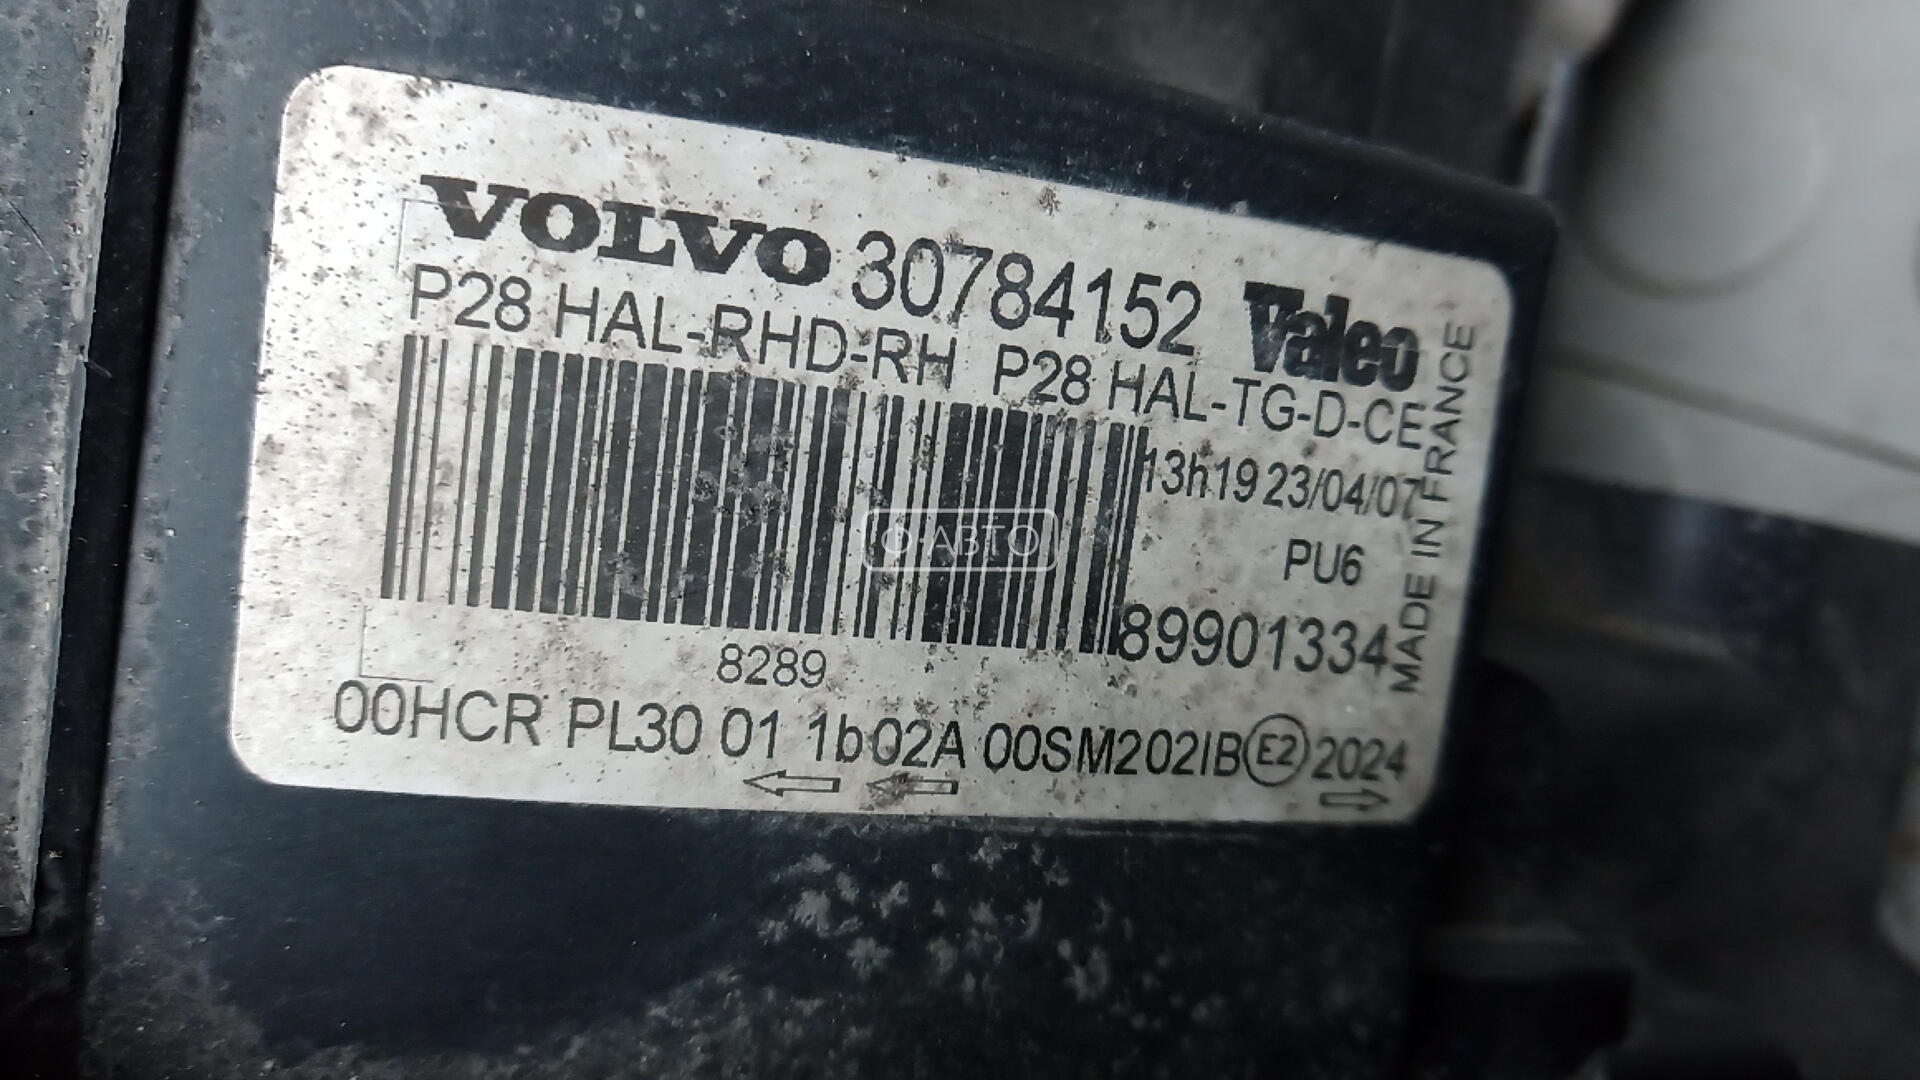 VOLVO 30784152 Valeo
P28 HAL-RHD-RH P28 HAL-TG-D-CE
13h19 23/04/07
PU6
89901334
MADE IN FRANCE
8289
00HCR PL30 01 1b02A 00SM202IB E2 2024
О-АВТО